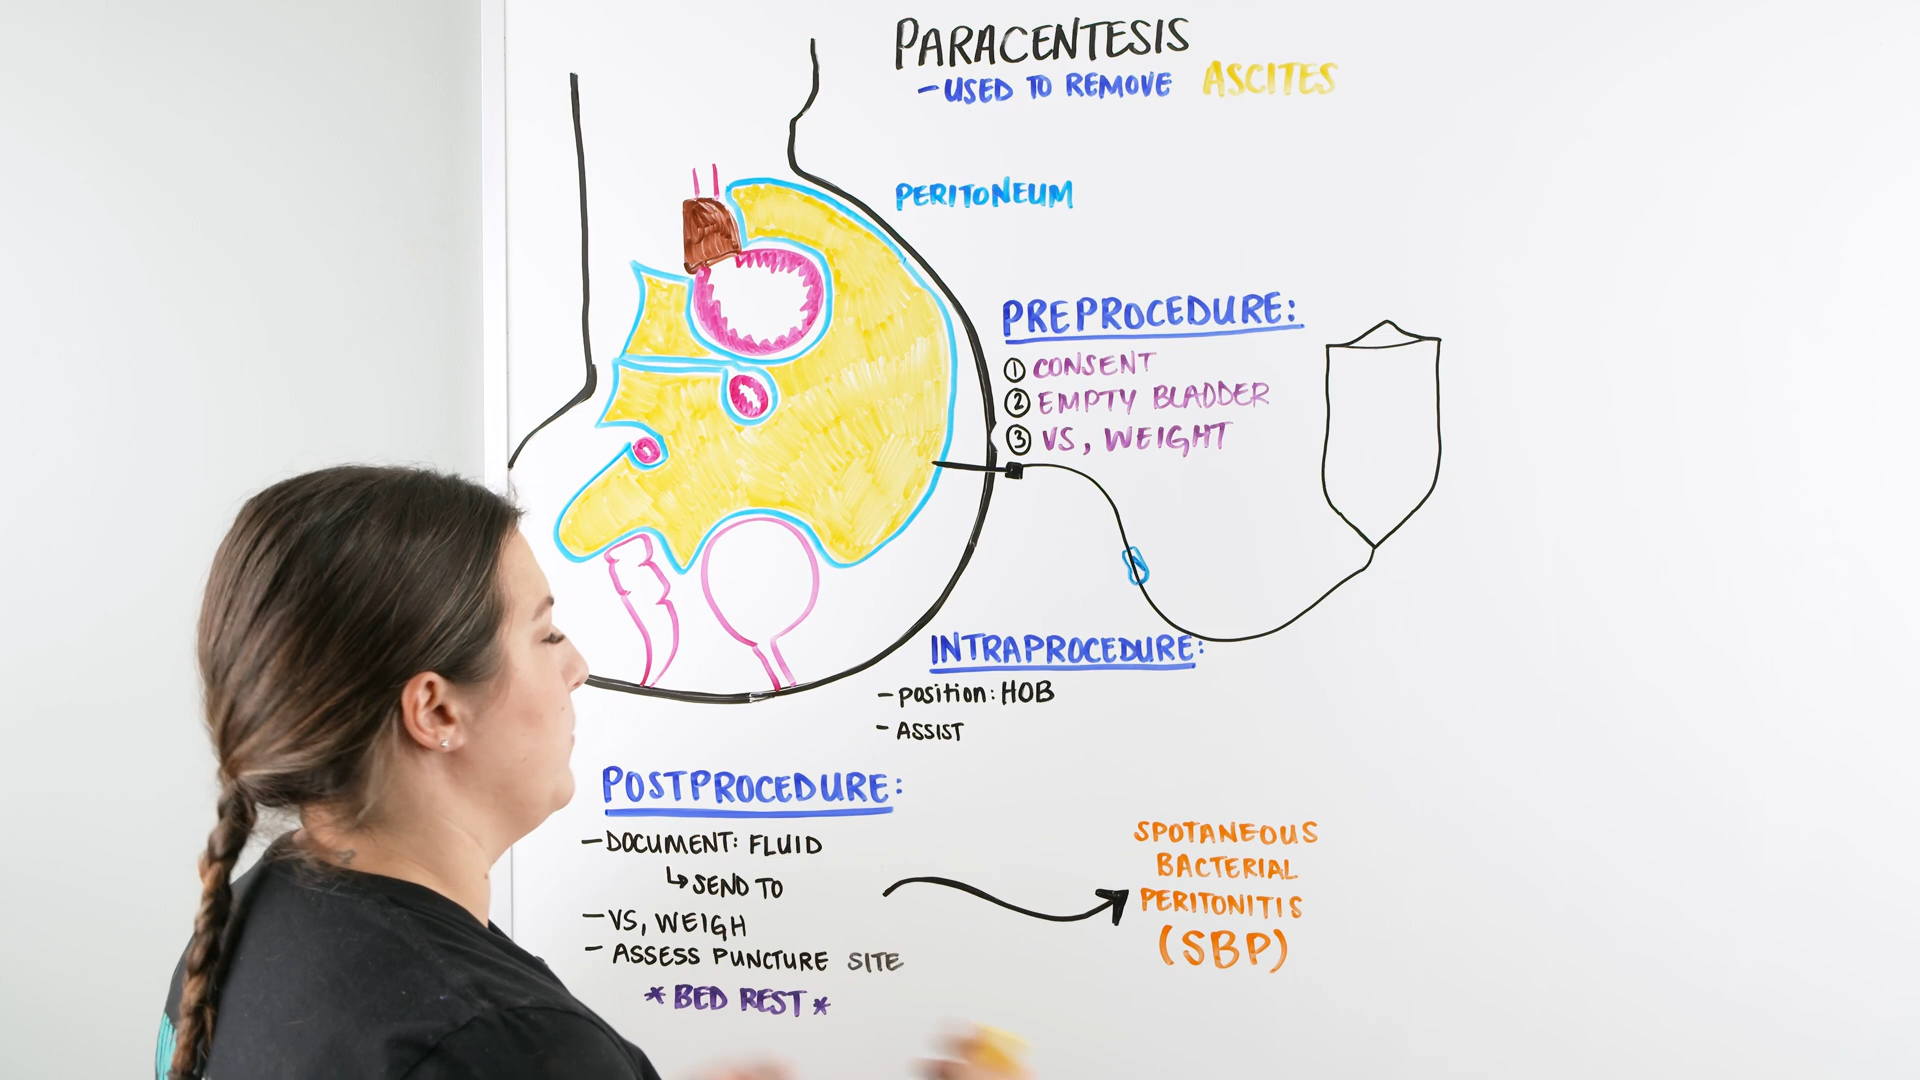 PARACENTESIS
- USED TO REMOVE ASCITES
PERITONEUM
PREPROCEDURE:
① CONSENT
② EMPTY BLADDER
③ VS, WEIGHT
INTRAPROCEDURE:
- position: HOB
- ASSIST
POSTPROCEDURE:
- DOCUMENT: FLUID
↳ SEND TO
- VS, WEIGH
- ASSESS PUNCTURE SITE
* BED REST *
SPOTANEOUS
BACTERIAL
PERITONITIS
(SBP)